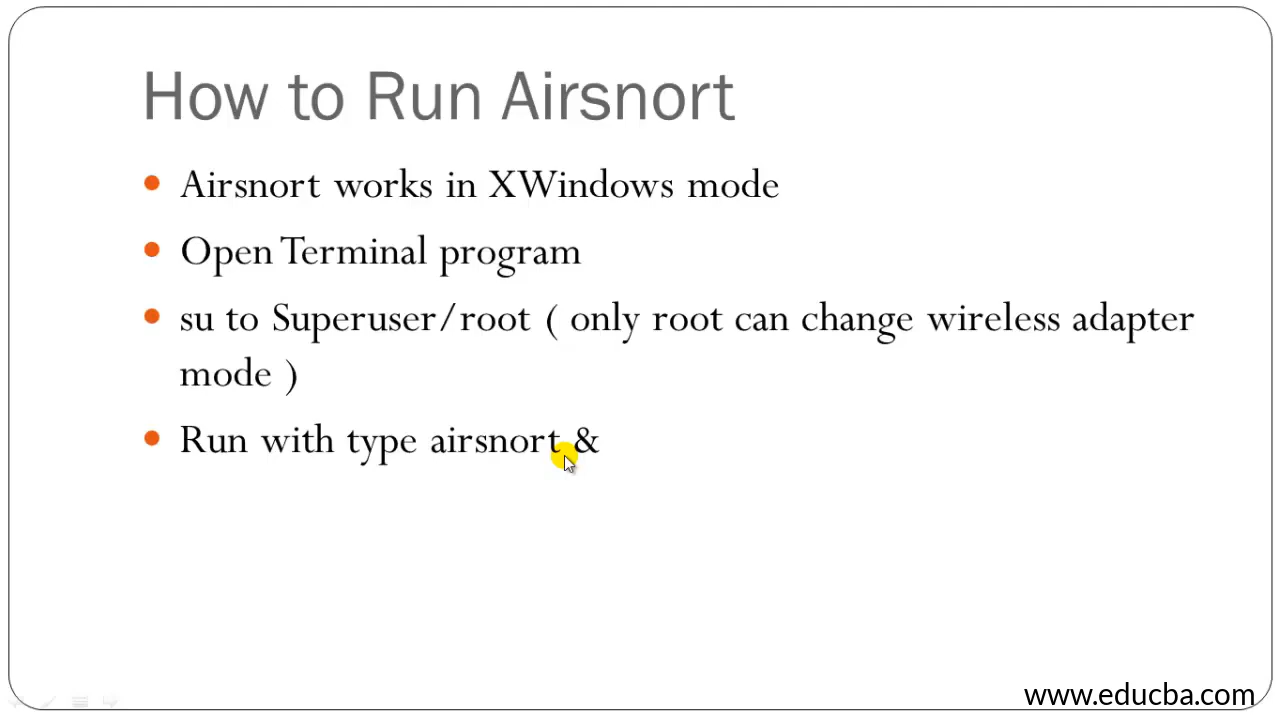 How to Run Airsnort
Airsnort works in XWindows mode
Open Terminal program
su to Superuser/root ( only root can change wireless adapter
mode )
Run with type airsnort &
www.educba.com